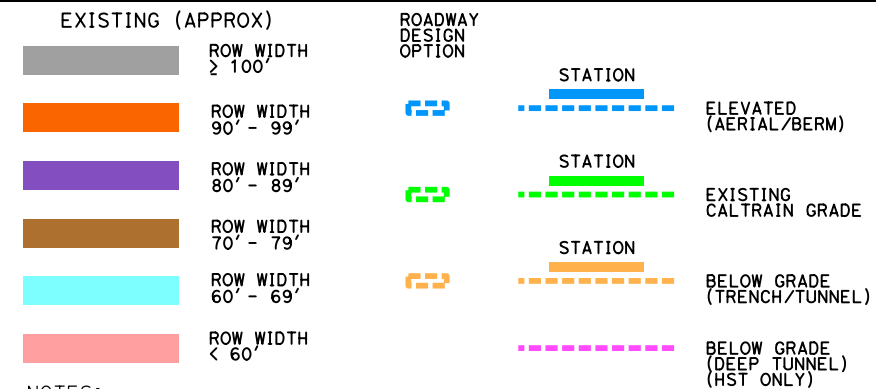 EXISTING (APPROX)
ROW WIDTH
≥ 100'
ROW WIDTH
90' - 99'
ROW WIDTH
80' - 89'
ROW WIDTH
70' - 79'
ROW WIDTH
60' - 69'
ROW WIDTH
< 60'
ROADWAY
DESIGN
OPTION
STATION
ELEVATED
(AERIAL/BERM)
STATION
EXISTING
CALTRAIN GRADE
STATION
BELOW GRADE
(TRENCH/TUNNEL)
BELOW GRADE
(DEEP TUNNEL)
(HST ONLY)
NOTES: